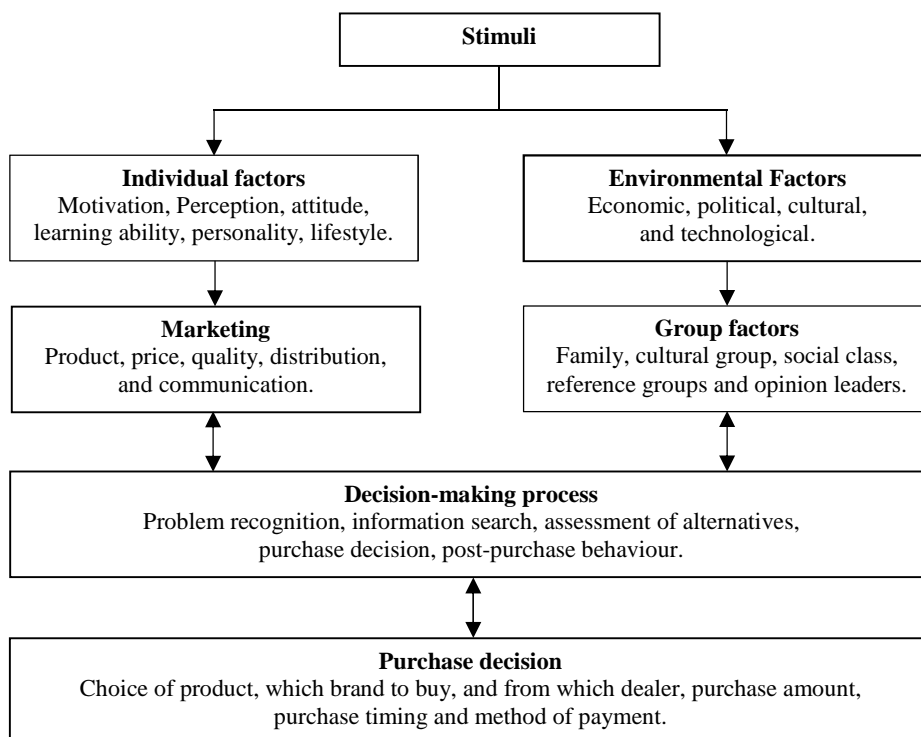 Stimuli
Individual factors
Motivation, Perception, attitude,
learning ability, personality, lifestyle.
Environmental Factors
Economic, political, cultural,
and technological.
Marketing
Product, price, quality, distribution,
and communication.
Group factors
Family, cultural group, social class,
reference groups and opinion leaders.
Decision-making process
Problem recognition, information search, assessment of alternatives,
purchase decision, post-purchase behaviour.
Purchase decision
Choice of product, which brand to buy, and from which dealer, purchase amount,
purchase timing and method of payment.